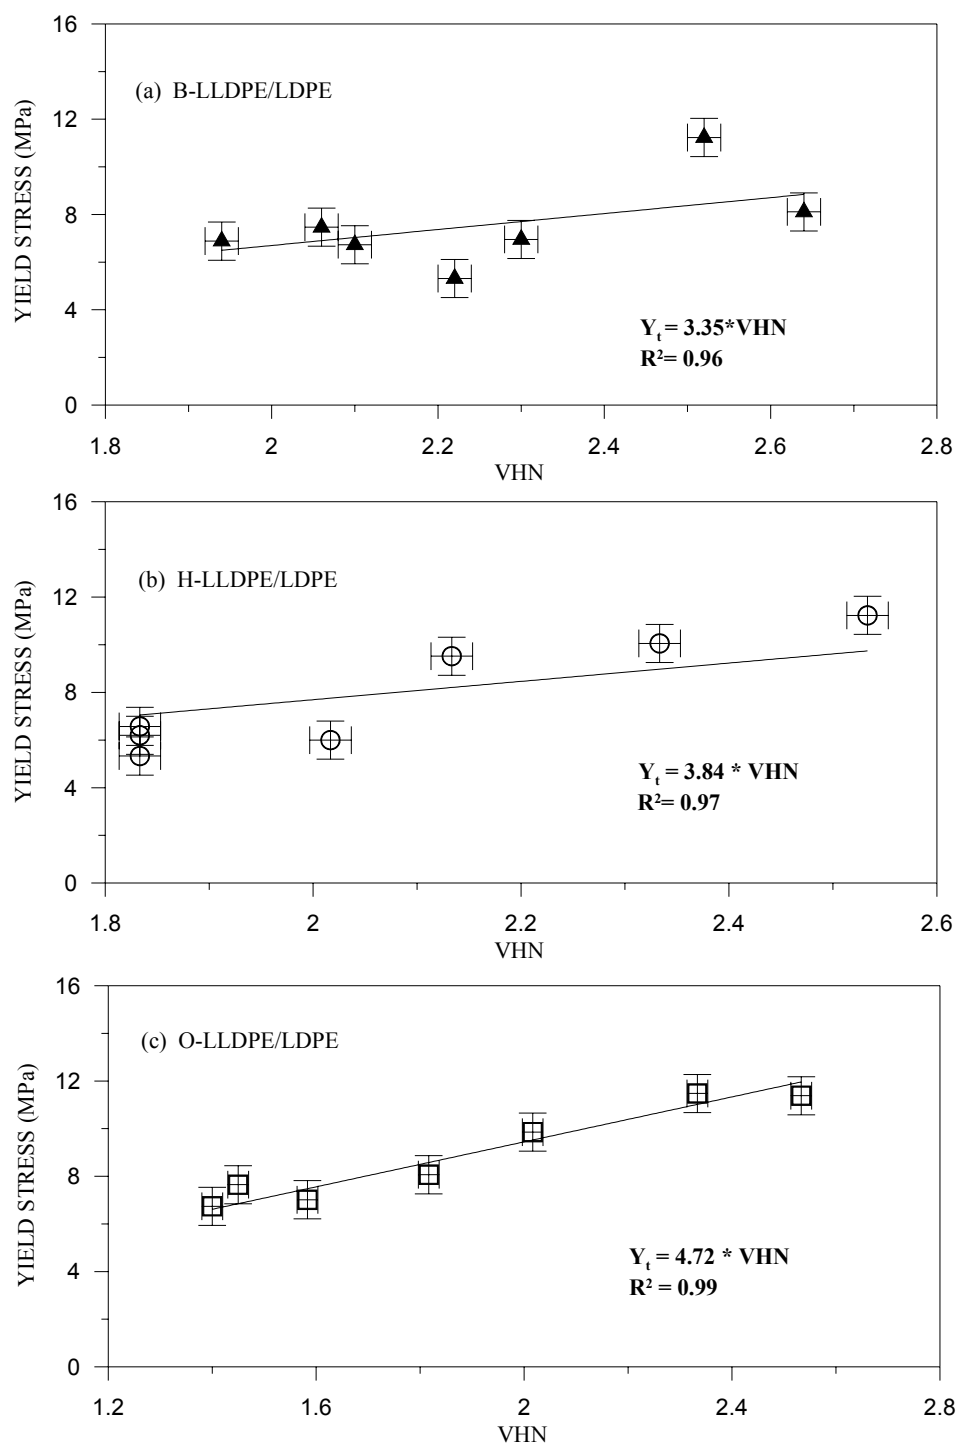 16
12
8
4
0
YIELD STRESS (MPa)
(a) B-LLDPE/LDPE
Yt = 3.35*VHN
R²= 0.96
1.8 2 2.2 2.4 2.6 2.8
VHN
16
12
8
4
0
YIELD STRESS (MPa)
(b) H-LLDPE/LDPE
Yt = 3.84 * VHN
R²= 0.97
1.8 2 2.2 2.4 2.6
VHN
16
12
8
4
0
YIELD STRESS (MPa)
(c) O-LLDPE/LDPE
Yt = 4.72 * VHN
R² = 0.99
1.2 1.6 2 2.4 2.8
VHN